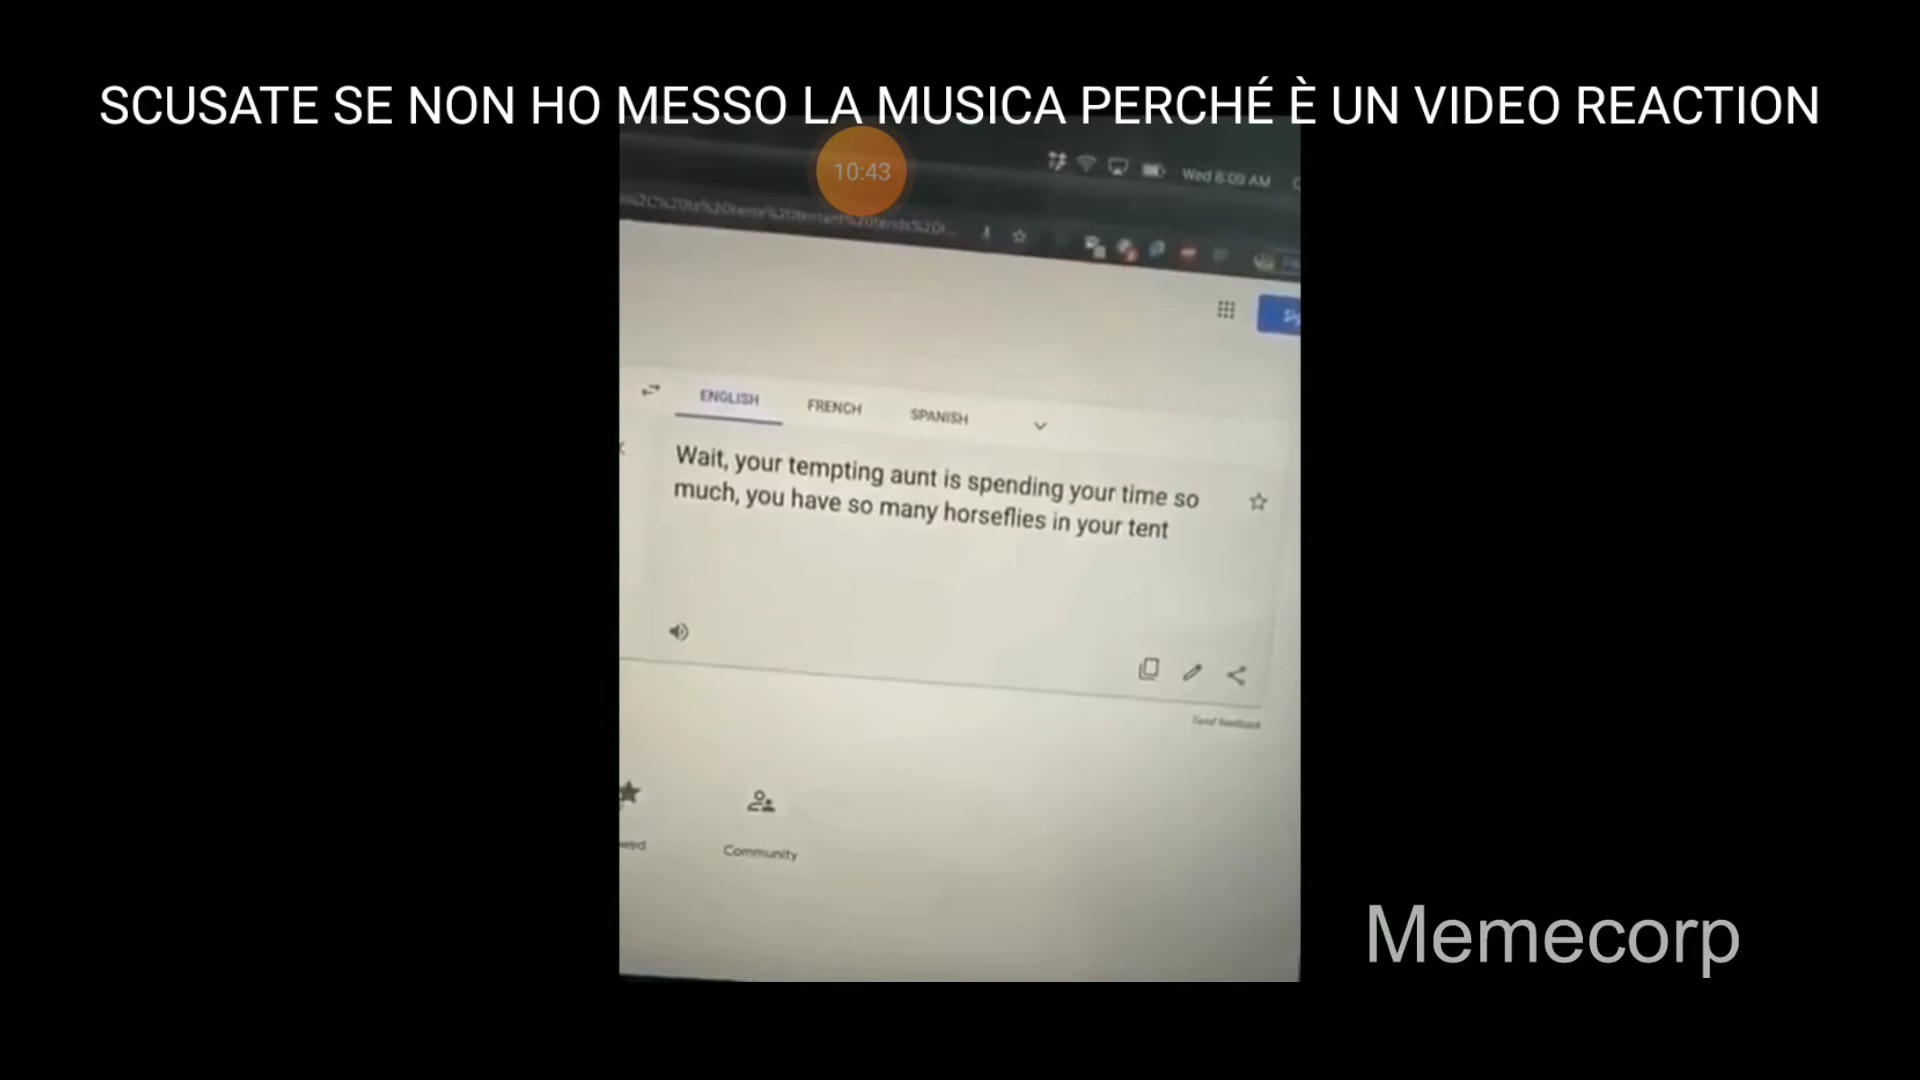 SCUSATE SE NON HO MESSO LA MUSICA PERCHÉ È UN VIDEO REACTION
10:43
Wed 8:09 AM
ENGLISH FRENCH SPANISH
Wait, your tempting aunt is spending your time so
much, you have so many horseflies in your tent
Send feedback
Community
Memecorp